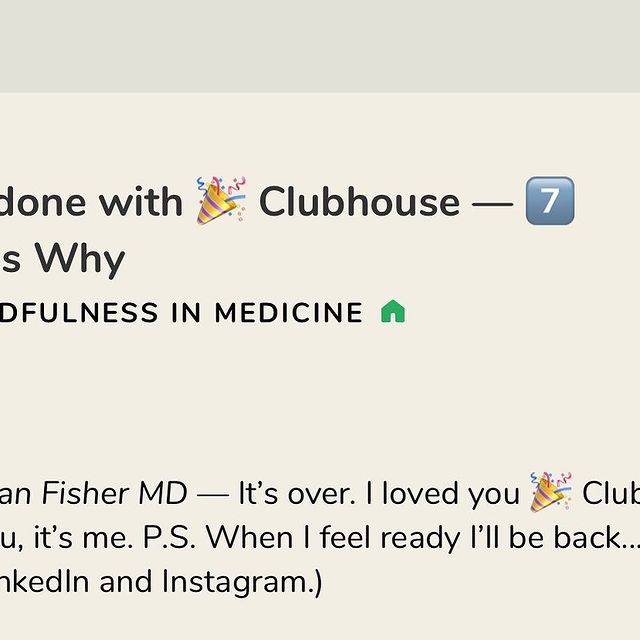 done with 🎉 Clubhouse — 7️⃣
s Why
DFULNESS IN MEDICINE
an Fisher MD — It’s over. I loved you 🎉 Club
u, it’s me. P.S. When I feel ready I’ll be back...
nkedIn and Instagram.)